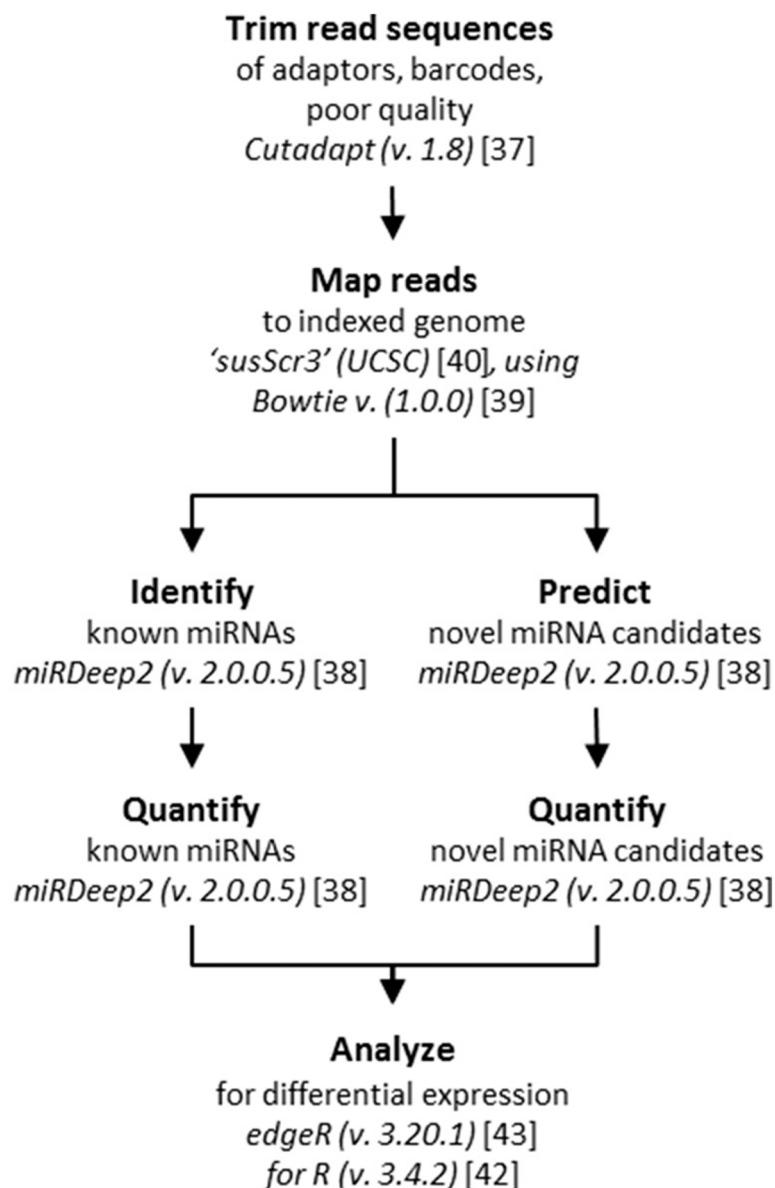 Trim read sequences
of adaptors, barcodes,
poor quality
Cutadapt (v. 1.8) [37]
Map reads
to indexed genome
‘susScr3’ (UCSC) [40], using
Bowtie v. (1.0.0) [39]
Identify
known miRNAs
miRDeep2 (v. 2.0.0.5) [38]
Predict
novel miRNA candidates
miRDeep2 (v. 2.0.0.5) [38]
Quantify
known miRNAs
miRDeep2 (v. 2.0.0.5) [38]
Quantify
novel miRNA candidates
miRDeep2 (v. 2.0.0.5) [38]
Analyze
for differential expression
edgeR (v. 3.20.1) [43]
for R (v. 3.4.2) [42]